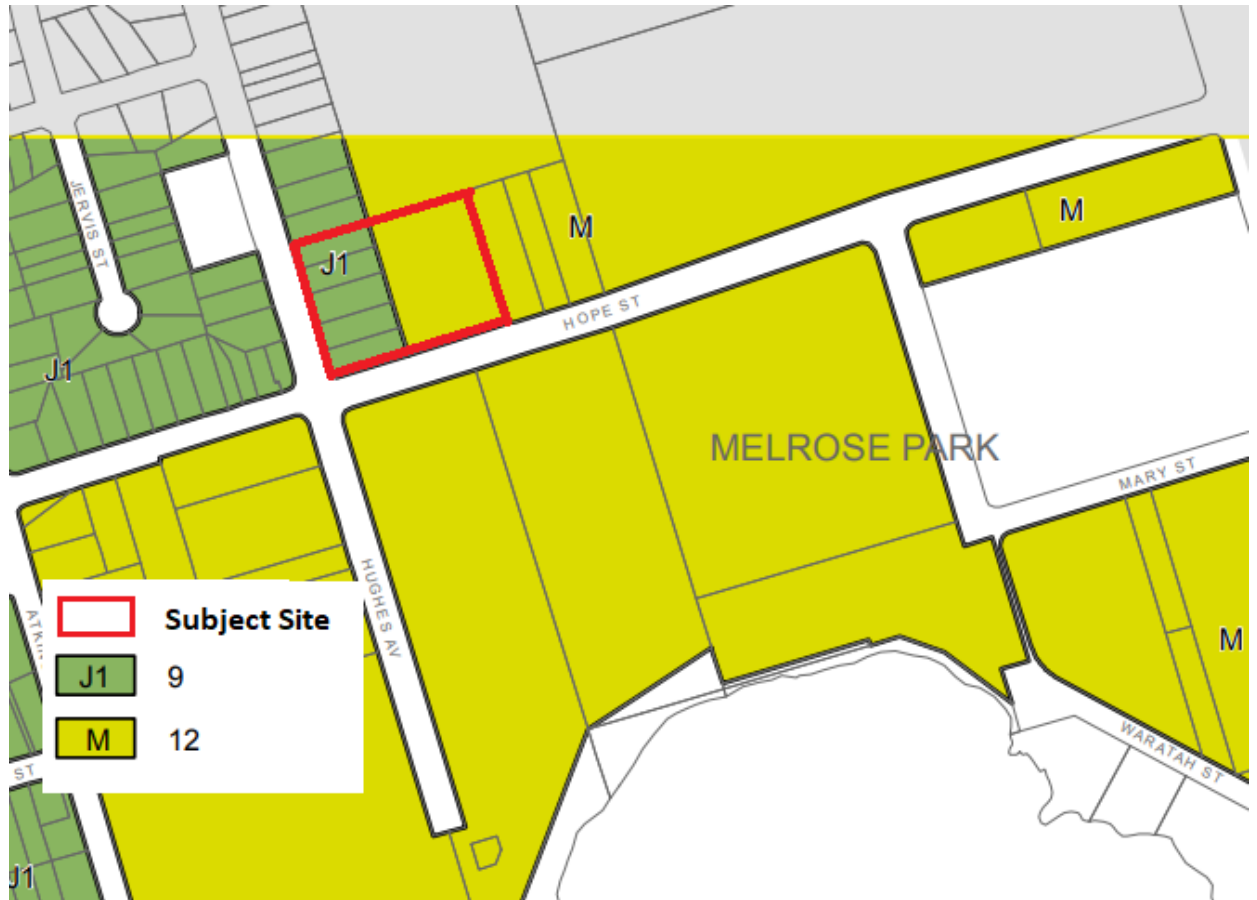 JERVIS ST
J1
M
M
HOPE ST
J1
MELROSE PARK
MARY ST
HUGHES AV
Subject Site
J1 9
M 12
M
WARATAH ST
ST
J1